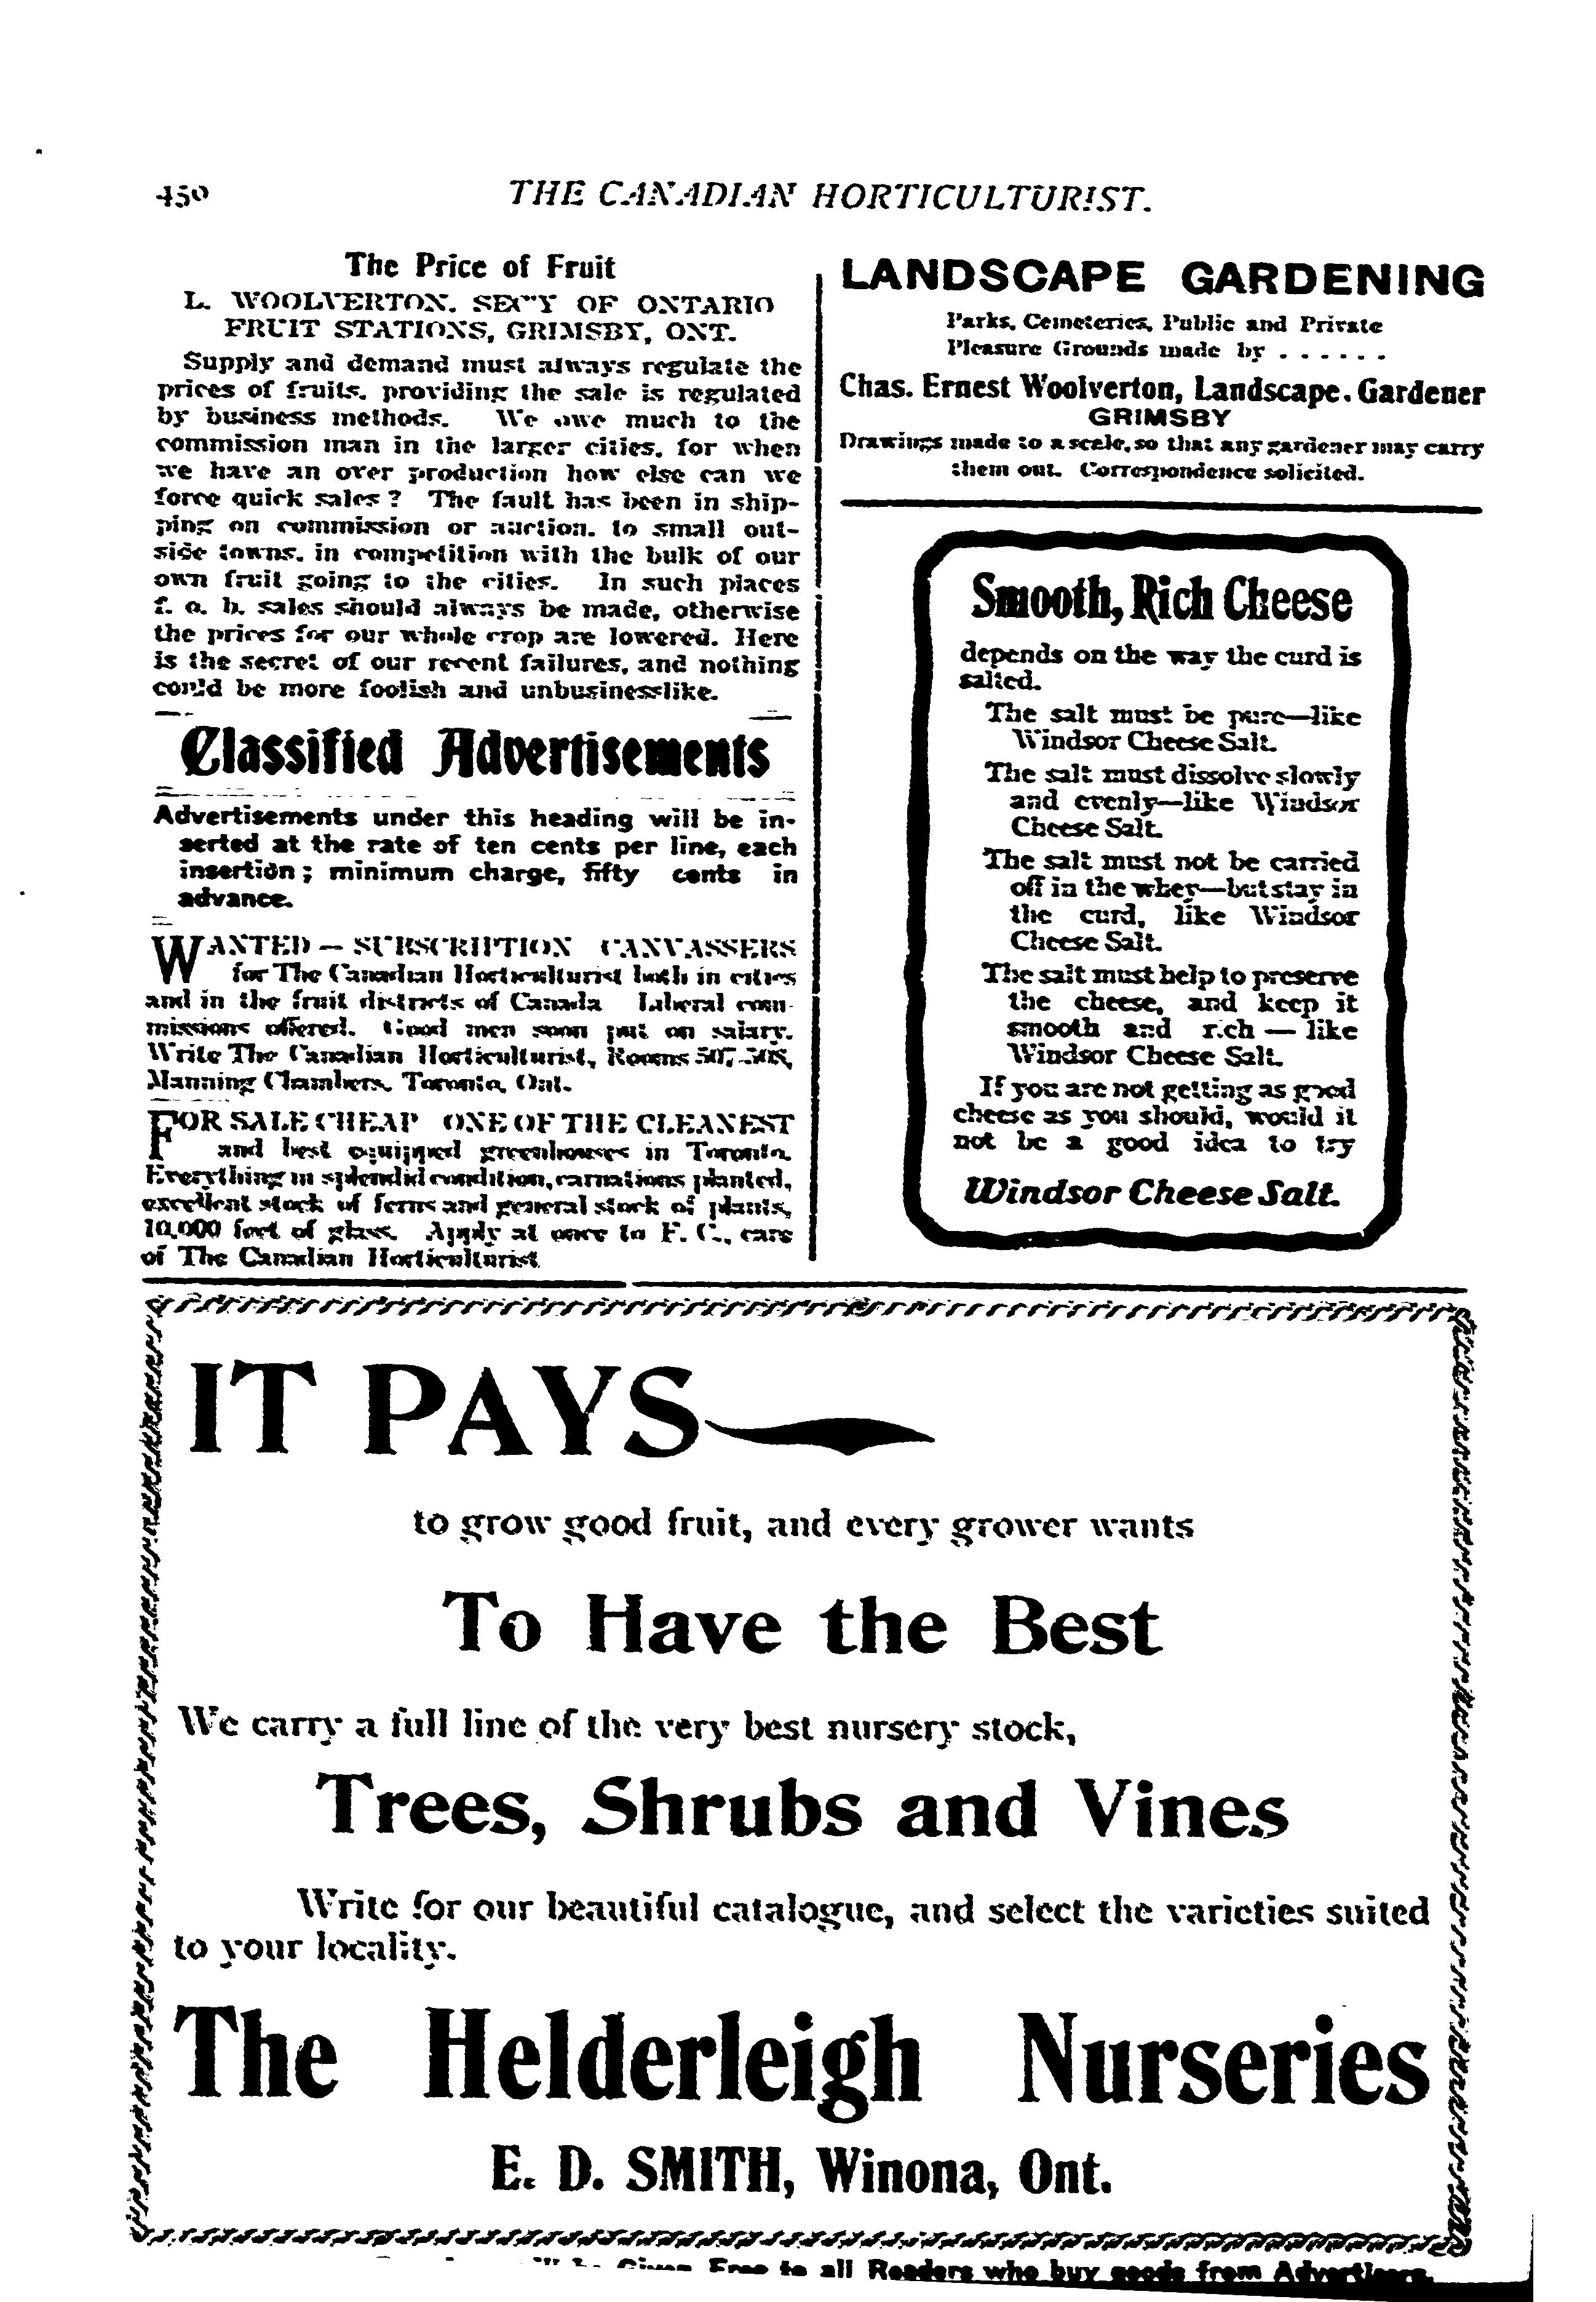 450
THE CANADIAN HORTICULTURIST.
The Price of Fruit
L. WOOLVERTON, SEC'Y OF ONTARIO
FRUIT STATIONS, GRIMSBY, ONT.
Supply and demand must always regulate the
prices of fruits, providing the sale is regulated
by business methods. We owe much to the
commission man in the larger cities, for when
we have an over production how else can we
force quick sales? The fault has been in ship-
ping on commission or auction, to small out-
side towns, in competition with the bulk of our
own fruit going to the cities. In such places
f. o. b. sales should always be made, otherwise
the prices for our whole crop are lowered. Here
is the secret of our recent failures, and nothing
could be more foolish and unbusinesslike.
Classified Advertisements
Advertisements under this heading will be in-
serted at the rate of ten cents per line, each
insertion; minimum charge, fifty cents in
advance.
WANTED — SUBSCRIPTION CANVASSERS
for The Canadian Horticulturist both in cities
and in the fruit districts of Canada Liberal com-
missions offered. Good men soon put on salary.
Write The Canadian Horticulturist, Rooms 507-508,
Manning Chambers, Toronto, Ont.
FOR SALE CHEAP ONE OF THE CLEANEST
and best equipped greenhouses in Toronto.
Everything in splendid condition, carnations planted,
excellent stock of ferns and general stock of plants,
10,000 feet of glass. Apply at once to F. C., care
of The Canadian Horticulturist
LANDSCAPE GARDENING
Parks, Cemeteries, Public and Private
Pleasure Grounds made by . . . . . .
Chas. Ernest Woolverton, Landscape. Gardener
GRIMSBY
Drawings made to a scale, so that any gardener may carry
them out. Correspondence solicited.
Smooth, Rich Cheese
depends on the way the curd is
salted.
The salt must be pure—like
Windsor Cheese Salt.
The salt must dissolve slowly
and evenly—like Windsor
Cheese Salt.
The salt must not be carried
off in the whey—but stay in
the curd, like Windsor
Cheese Salt.
The salt must help to preserve
the cheese, and keep it
smooth and rich — like
Windsor Cheese Salt.
If you are not getting as good
cheese as you should, would it
not be a good idea to try
Windsor Cheese Salt.
IT PAYS
to grow good fruit, and every grower wants
To Have the Best
We carry a full line of the very best nursery stock,
Trees, Shrubs and Vines
Write for our beautiful catalogue, and select the varieties suited
to your locality.
The Helderleigh Nurseries
E. D. SMITH, Winona, Ont.
Given Free to all Readers who buy goods from Advertisers.